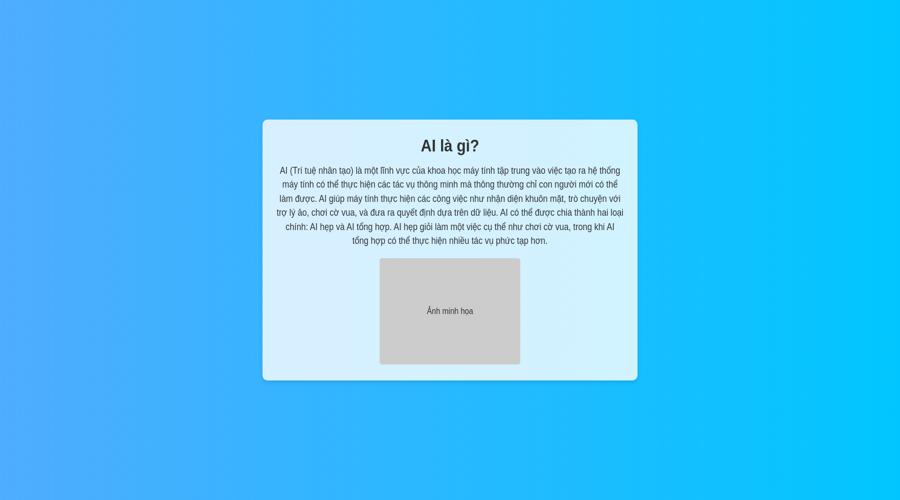 AI là gì?
AI (Trí tuệ nhân tạo) là một lĩnh vực của khoa học máy tính tập trung vào việc tạo ra hệ thống
máy tính có thể thực hiện các tác vụ thông minh mà thông thường chỉ con người mới có thể
làm được. AI giúp máy tính thực hiện các công việc như nhận diện khuôn mặt, trò chuyện với
trợ lý ảo, chơi cờ vua, và đưa ra quyết định dựa trên dữ liệu. AI có thể được chia thành hai loại
chính: AI hẹp và AI tổng hợp. AI hẹp giỏi làm một việc cụ thể như chơi cờ vua, trong khi AI
tổng hợp có thể thực hiện nhiều tác vụ phức tạp hơn.
Ảnh minh họa